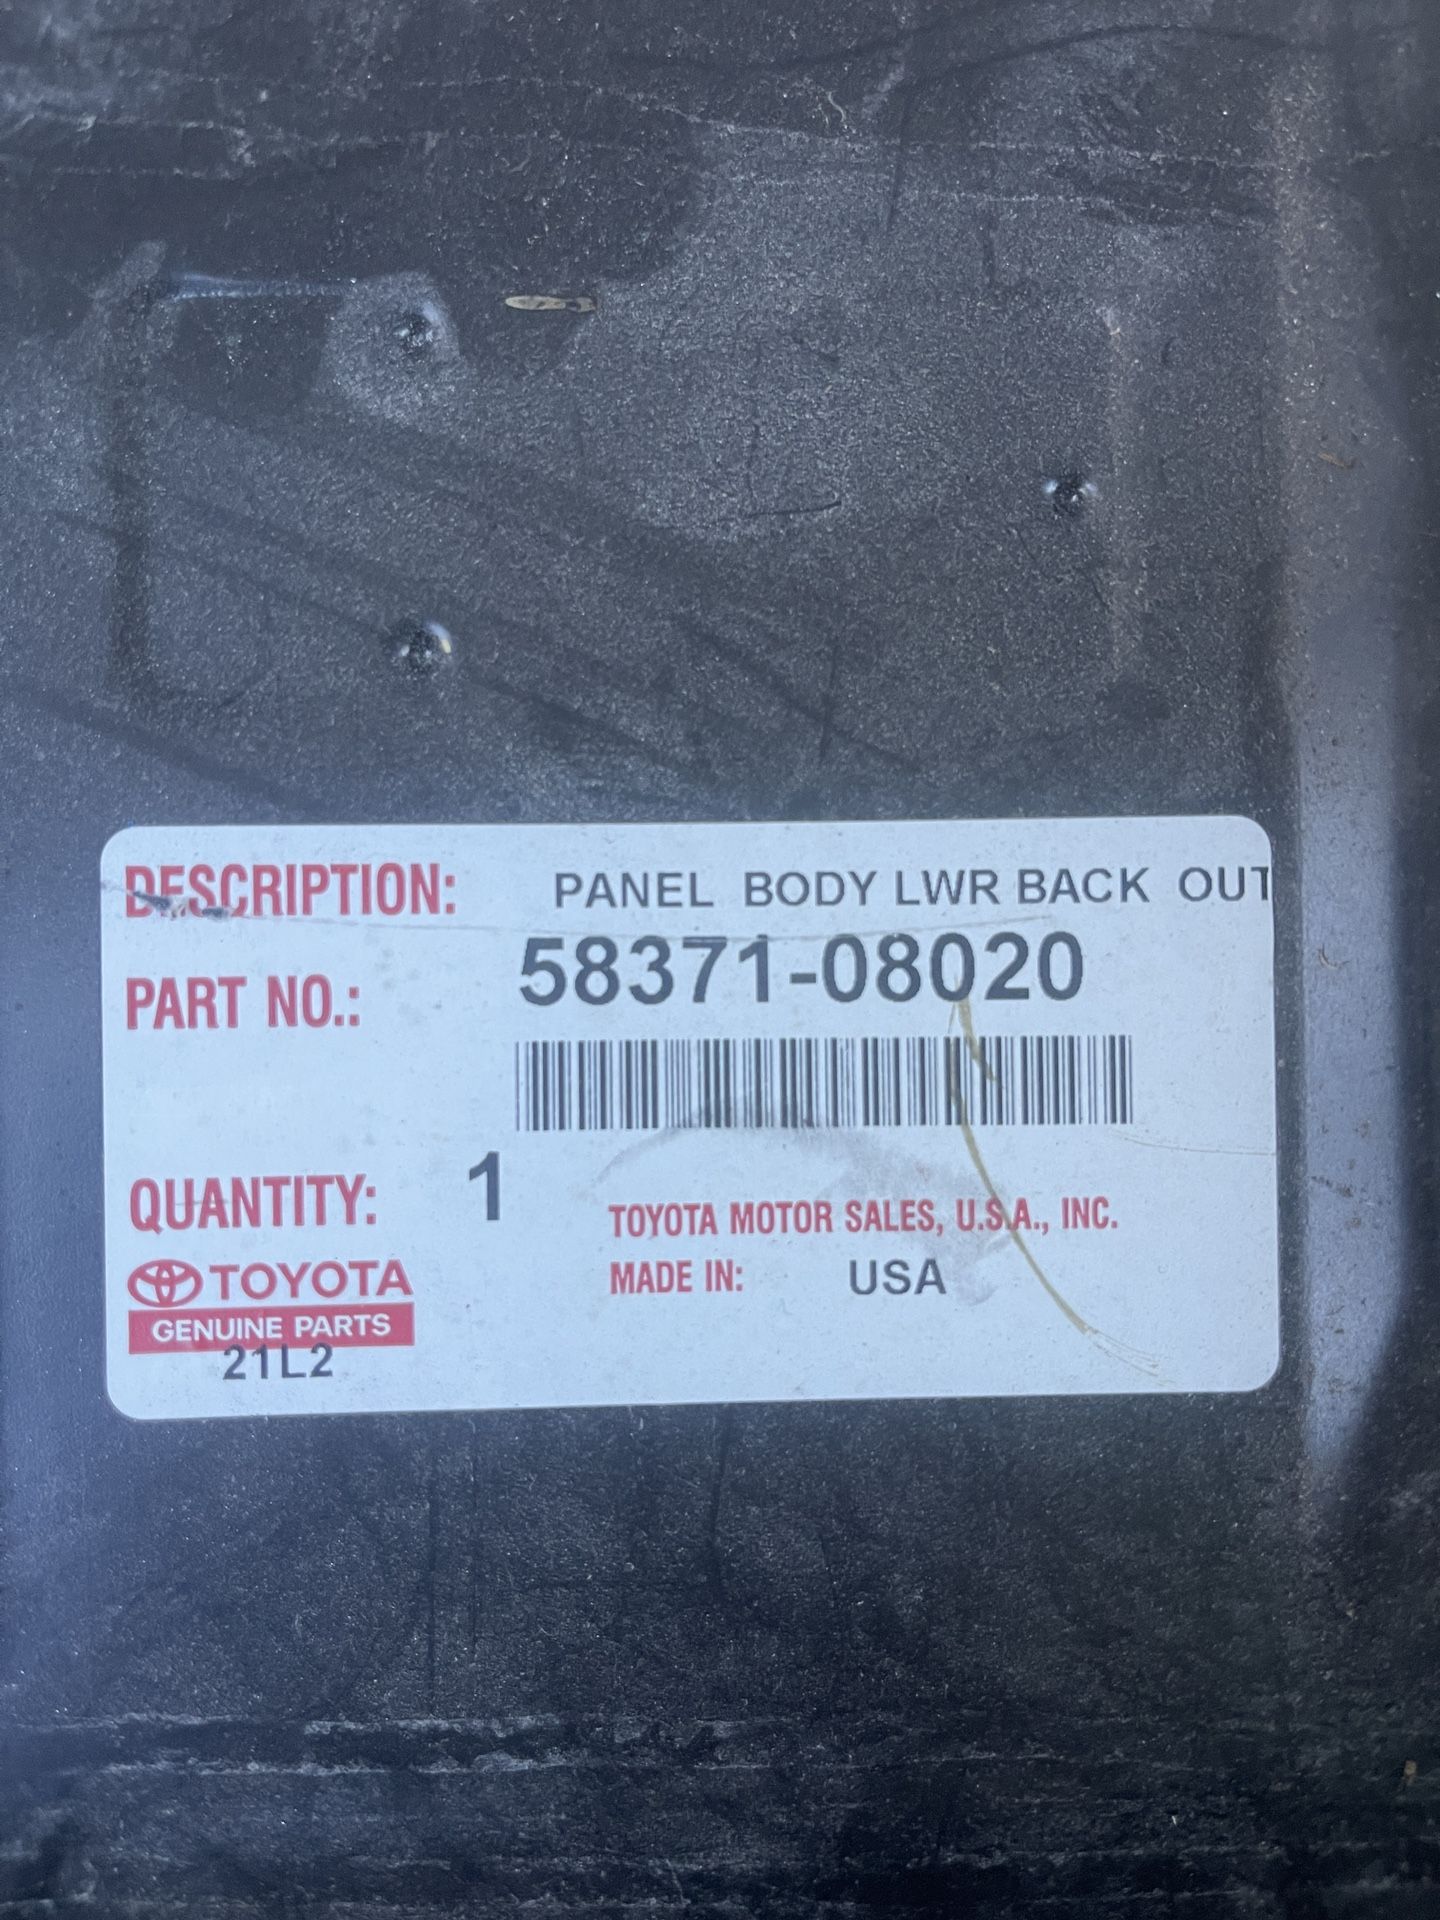 DESCRIPTION: PANEL BODY LWR BACK OUT
PART NO.: 58371-08020
QUANTITY: 1
TOYOTA MOTOR SALES, U.S.A., INC.
MADE IN: USA
TOYOTA
GENUINE PARTS
21L2